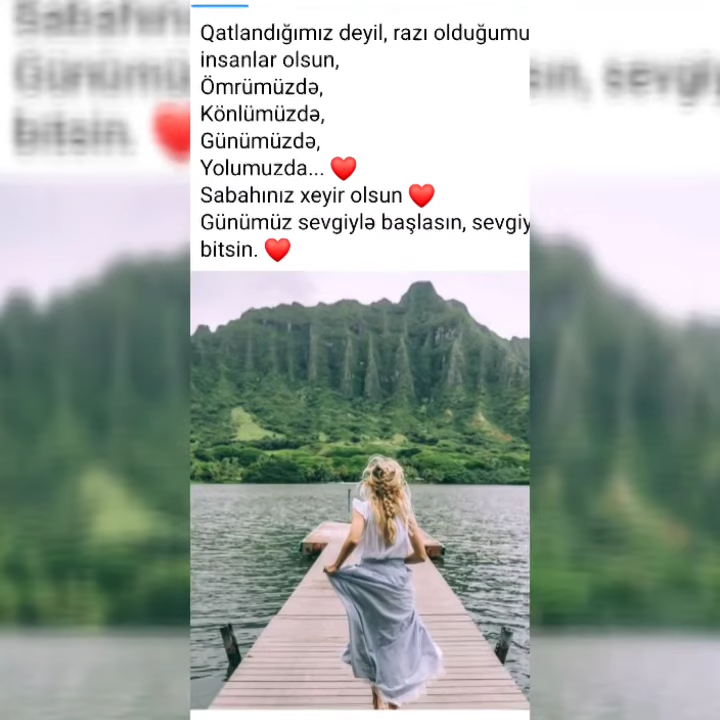 Qatlandığımız deyil, razı olduğumu
insanlar olsun,
Ömrümüzdə,
Könlümüzdə,
Günümüzdə,
Yolumuzda... ♥️
Sabahınız xeyir olsun ♥️
Günümüz sevgiylə başlasın, sevgiy
bitsin. ♥️